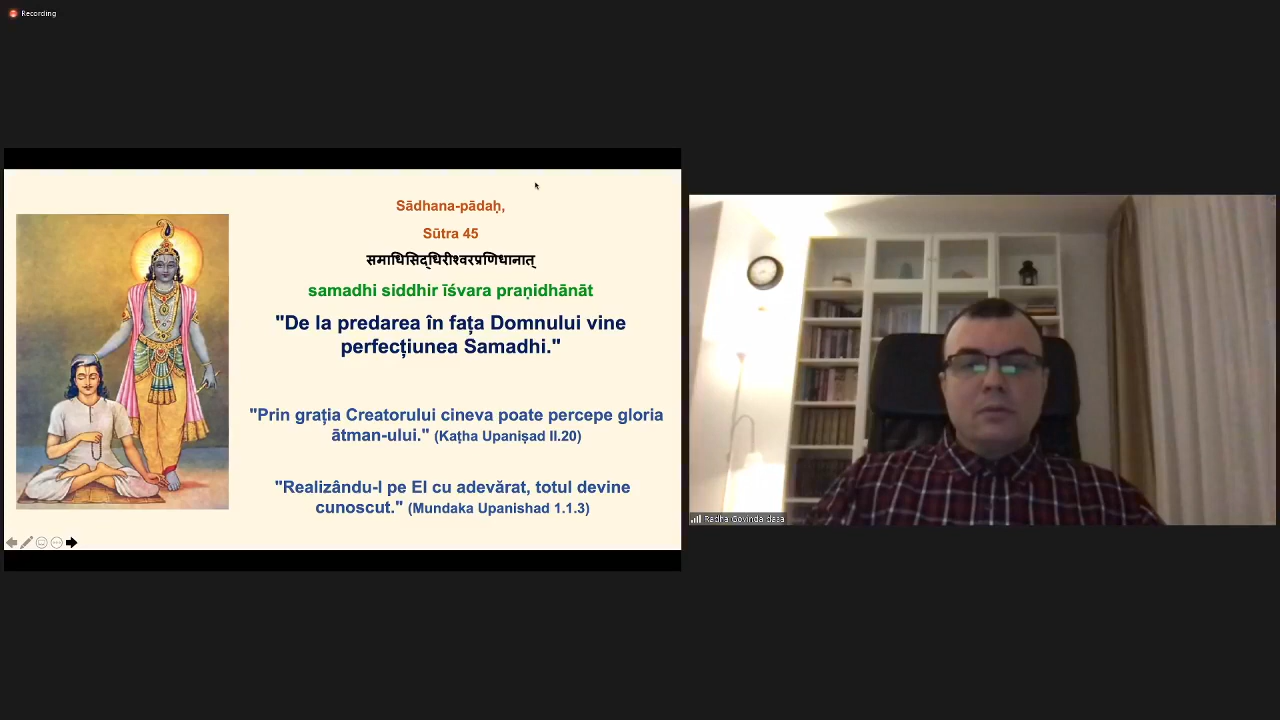 Recording
Sādhana-pādaḥ,
Sūtra 45
समाधिसिद्धिरीश्वरप्रणिधानात्
samadhi siddhir īśvara praṇidhānāt
"De la predarea în fața Domnului vine
perfecțiunea Samadhi."
"Prin grația Creatorului cineva poate percepe gloria
ātman-ului." (Kaṭha Upaniṣad II.20)
"Realizându-l pe El cu adevărat, totul devine
cunoscut." (Mundaka Upanishad 1.1.3)
Radha Govinda dasa